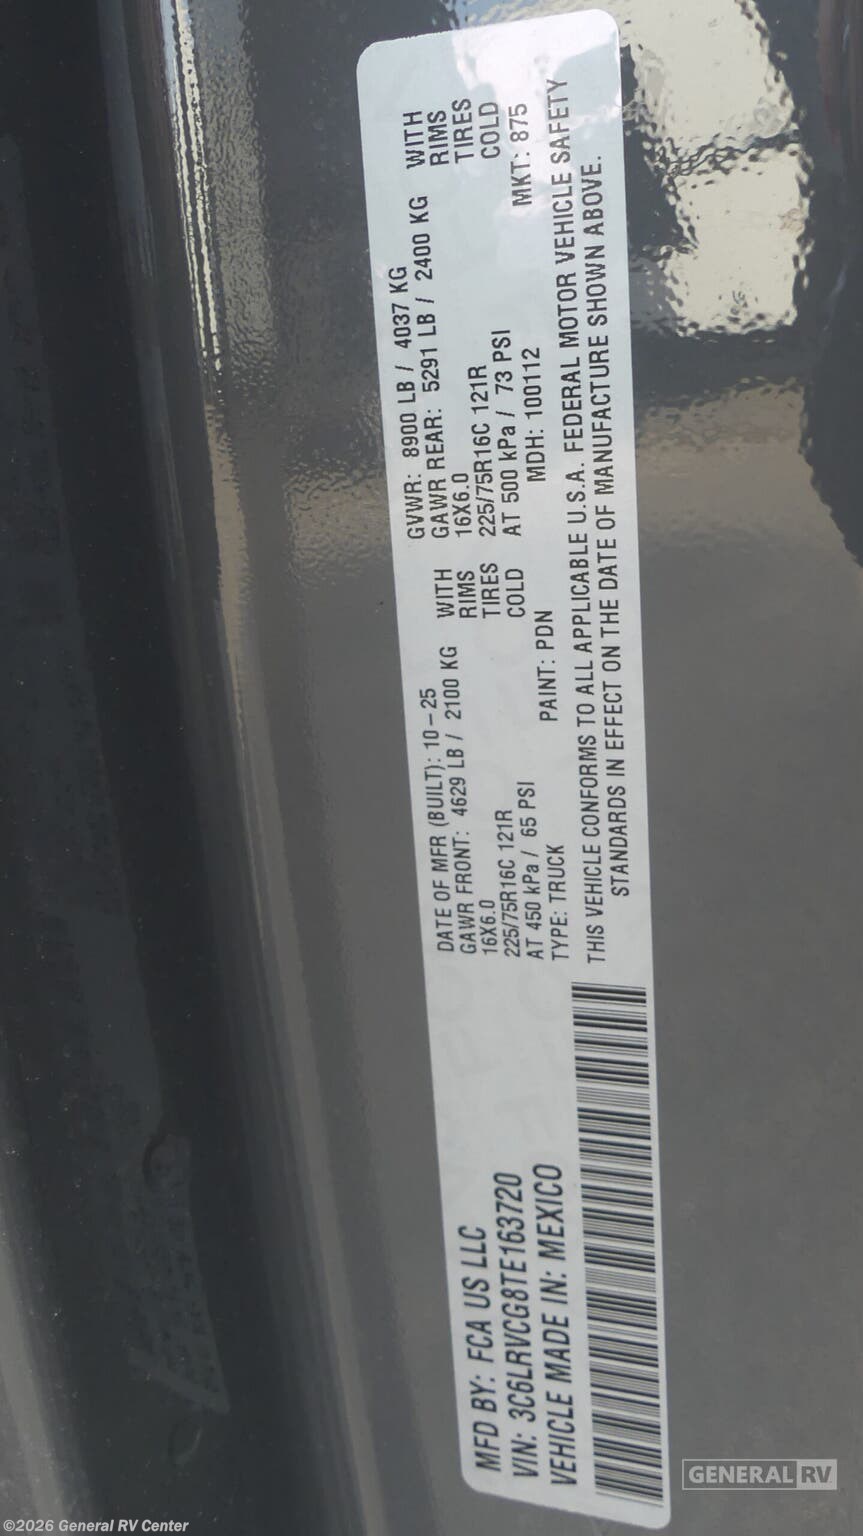 MFD BY: FCA US LLC
VIN: 3C6LRVCG8TE163720
VEHICLE MADE IN: MEXICO
DATE OF MFR (BUILT): 10-25
GAWR FRONT: 4629 LB / 2100 KG WITH
16X6.0 RIMS
225/75R16C 121R TIRES
AT 450 kPa / 65 PSI COLD
TYPE: TRUCK PAINT: PDN
GVWR: 8900 LB / 4037 KG
GAWR REAR: 5291 LB / 2400 KG WITH
16X6.0 RIMS
225/75R16C 121R TIRES
AT 500 kPa / 73 PSI COLD
MDH: 100112 MKT: 875
THIS VEHICLE CONFORMS TO ALL APPLICABLE U.S.A. FEDERAL MOTOR VEHICLE SAFETY
STANDARDS IN EFFECT ON THE DATE OF MANUFACTURE SHOWN ABOVE.
GENERAL RV
©2026 General RV Center